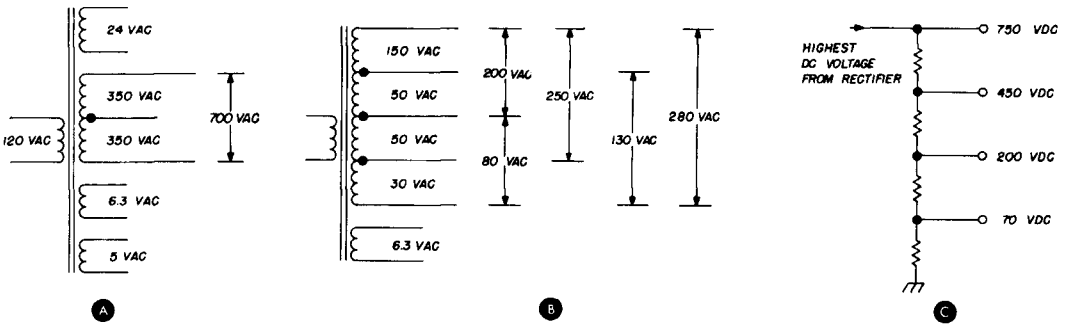 24 VAC
350 VAC
120 VAC
350 VAC
700 VAC
6.3 VAC
5 VAC
A
150 VAC
50 VAC
50 VAC
30 VAC
6.3 VAC
200 VAC
80 VAC
250 VAC
130 VAC
280 VAC
B
HIGHEST
DC VOLTAGE
FROM RECTIFIER
750 VDC
450 VDC
200 VDC
70 VDC
C